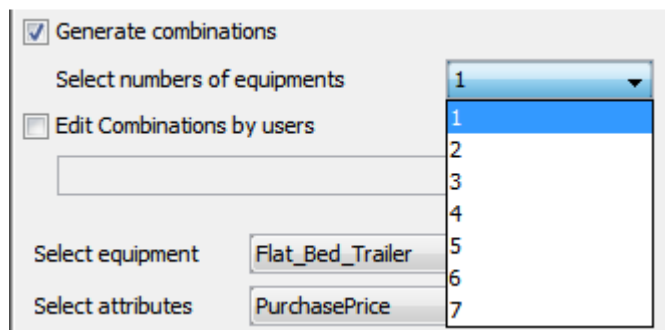 Generate combinations
Select numbers of equipments 1
Edit Combinations by users 1
2
3
4
Select equipment Flat_Bed_Trailer 5
6
Select attributes PurchasePrice 7